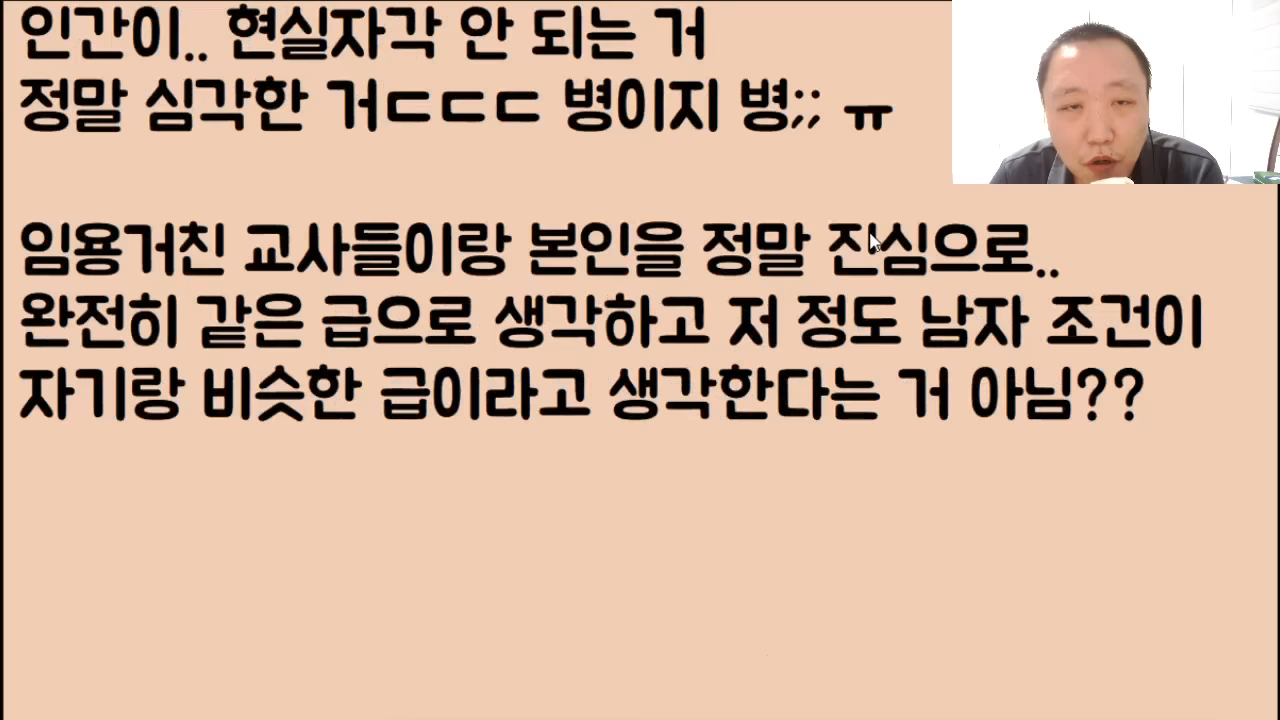 인간이.. 현실자각 안 되는 거
정말 심각한 거ㄷㄷㄷ 병이지 병;; ㅠ
임용거친 교사들이랑 본인을 정말 진심으로..
완전히 같은 급으로 생각하고 저 정도 남자 조건이
자기랑 비슷한 급이라고 생각한다는 거 아님??